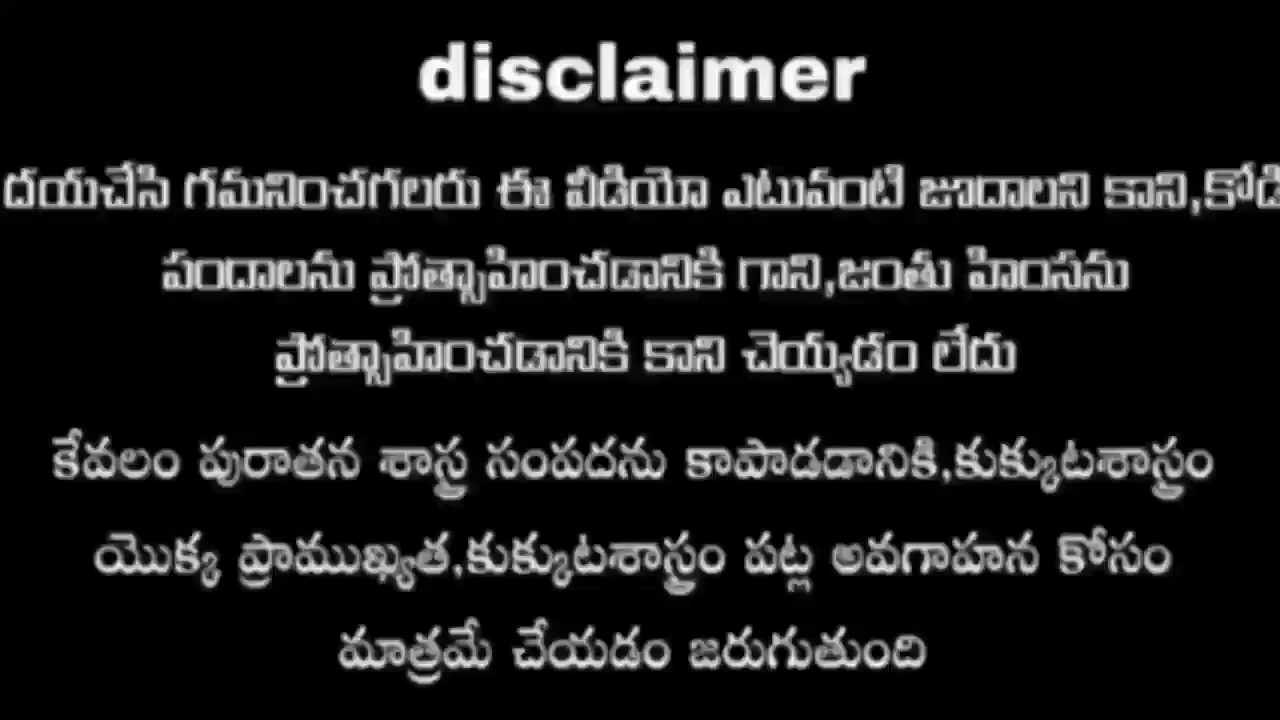 disclaimer
దయచేసి గమనించగలరు ఈ వీడియో ఎటువంటి జూదాలని కాని,కోడి
పందాలను ప్రోత్సాహించడానికి గాని,జంతు హింసను
ప్రోత్సాహించడానికి కాని చెయ్యడం లేదు
కేవలం పురాతన శాస్త్ర సంపదను కాపాడడానికి,కుక్కుటశాస్త్రం
యొక్క ప్రాముఖ్యత,కుక్కుటశాస్త్రం పట్ల అవగాహన కోసం
మాత్రమే చేయడం జరుగుతుంది